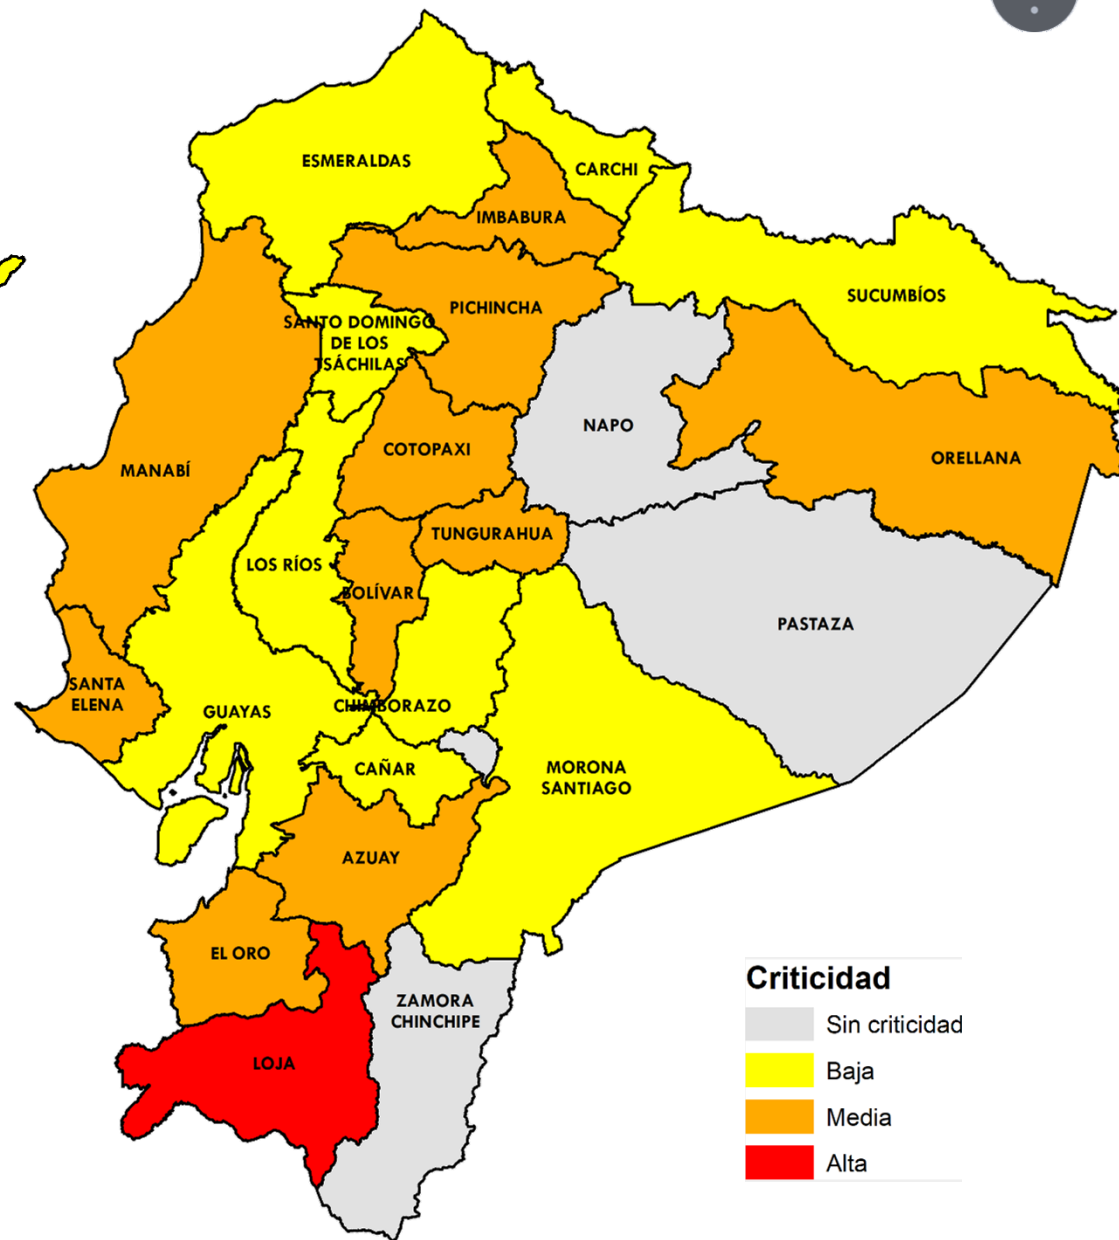 ESMERALDAS
CARCHI
IMBABURA
SUCUMBÍOS
PICHINCHA
SANTO DOMINGO
DE LOS
TSÁCHILAS
NAPO
COTOPAXI
ORELLANA
MANABÍ
TUNGURAHUA
LOS RÍOS
BOLÍVAR
PASTAZA
SANTA
ELENA
GUAYAS
CHIMBORAZO
CAÑAR
MORONA
SANTIAGO
AZUAY
EL ORO
ZAMORA
CHINCHIPE
LOJA
Criticidad
Sin criticidad
Baja
Media
Alta